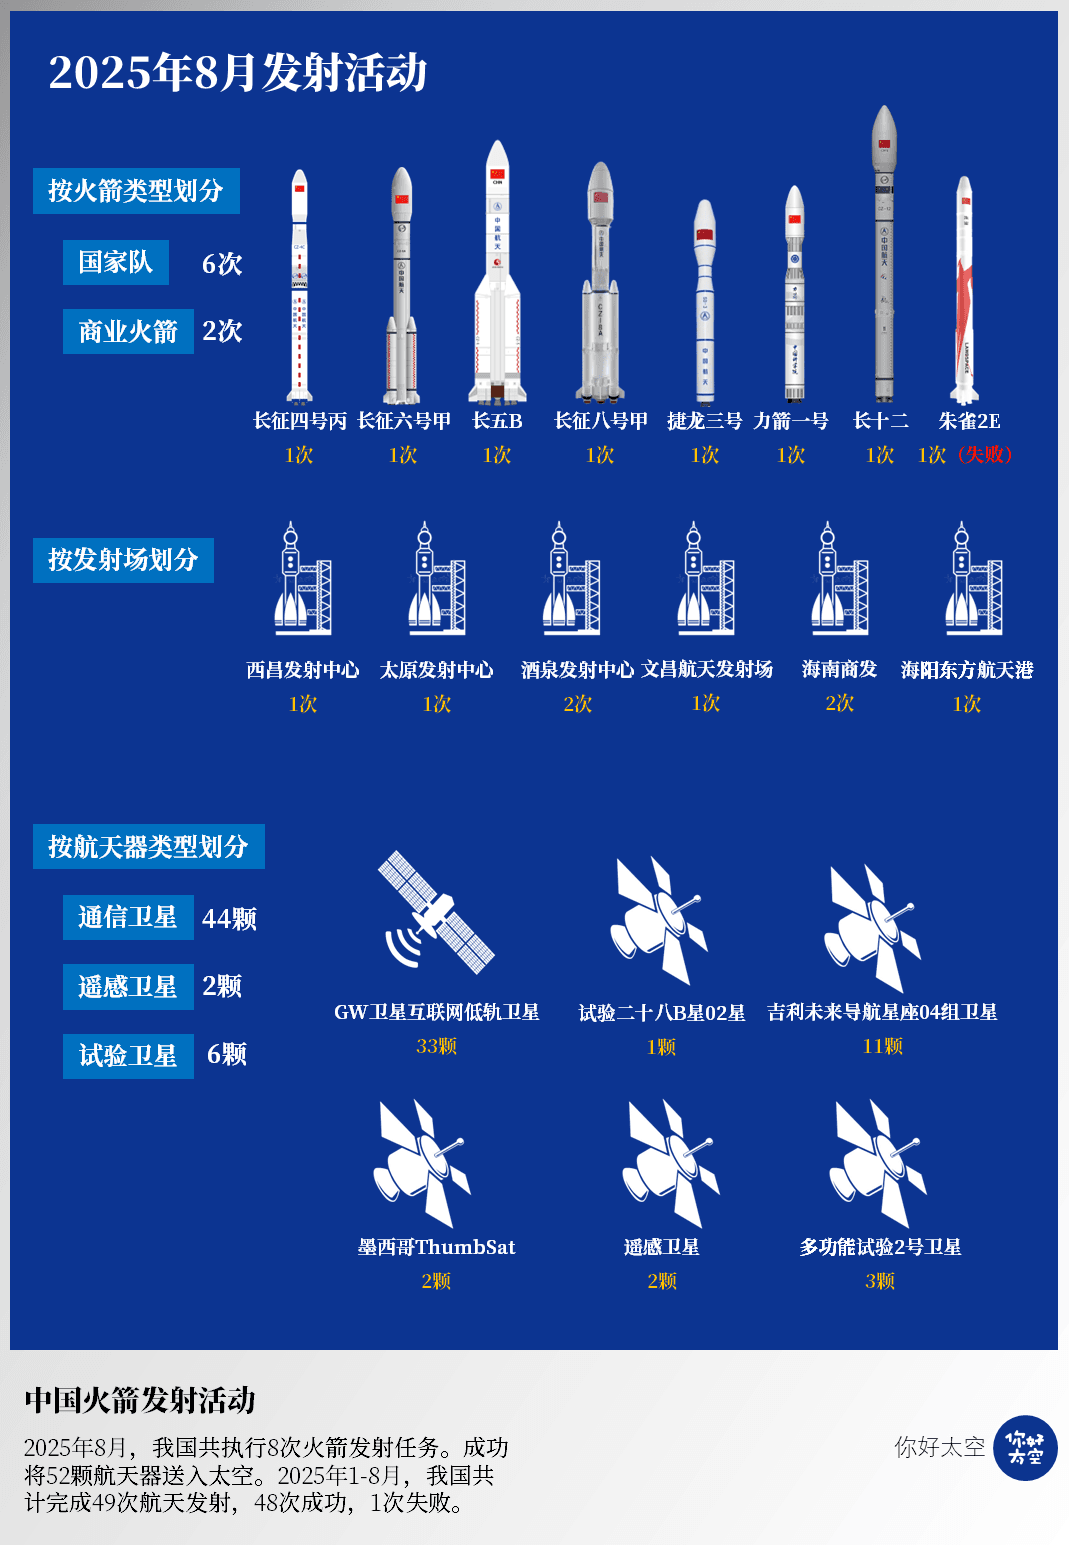 2025年8月发射活动
按火箭类型划分
国家队 6次
商业火箭 2次
长征四号丙 长征六号甲 长五B 长征八号甲 捷龙三号 力箭一号 长十二 朱雀2E
1次 1次 1次 1次 1次 1次 1次 1次（失败）
按发射场划分
西昌发射中心 太原发射中心 酒泉发射中心 文昌航天发射场 海南商发 海阳东方航天港
1次 1次 2次 1次 2次 1次
按航天器类型划分
通信卫星 44颗
遥感卫星 2颗
试验卫星 6颗
GW卫星互联网低轨卫星 试验二十八B星02星 吉利未来导航星座04组卫星
33颗 1颗 11颗
墨西哥ThumbSat 遥感卫星 多功能试验2号卫星
2颗 2颗 3颗
中国火箭发射活动
2025年8月，我国共执行8次火箭发射任务。成功
将52颗航天器送入太空。2025年1-8月，我国共
计完成49次航天发射，48次成功，1次失败。
你好太空
你好
太空